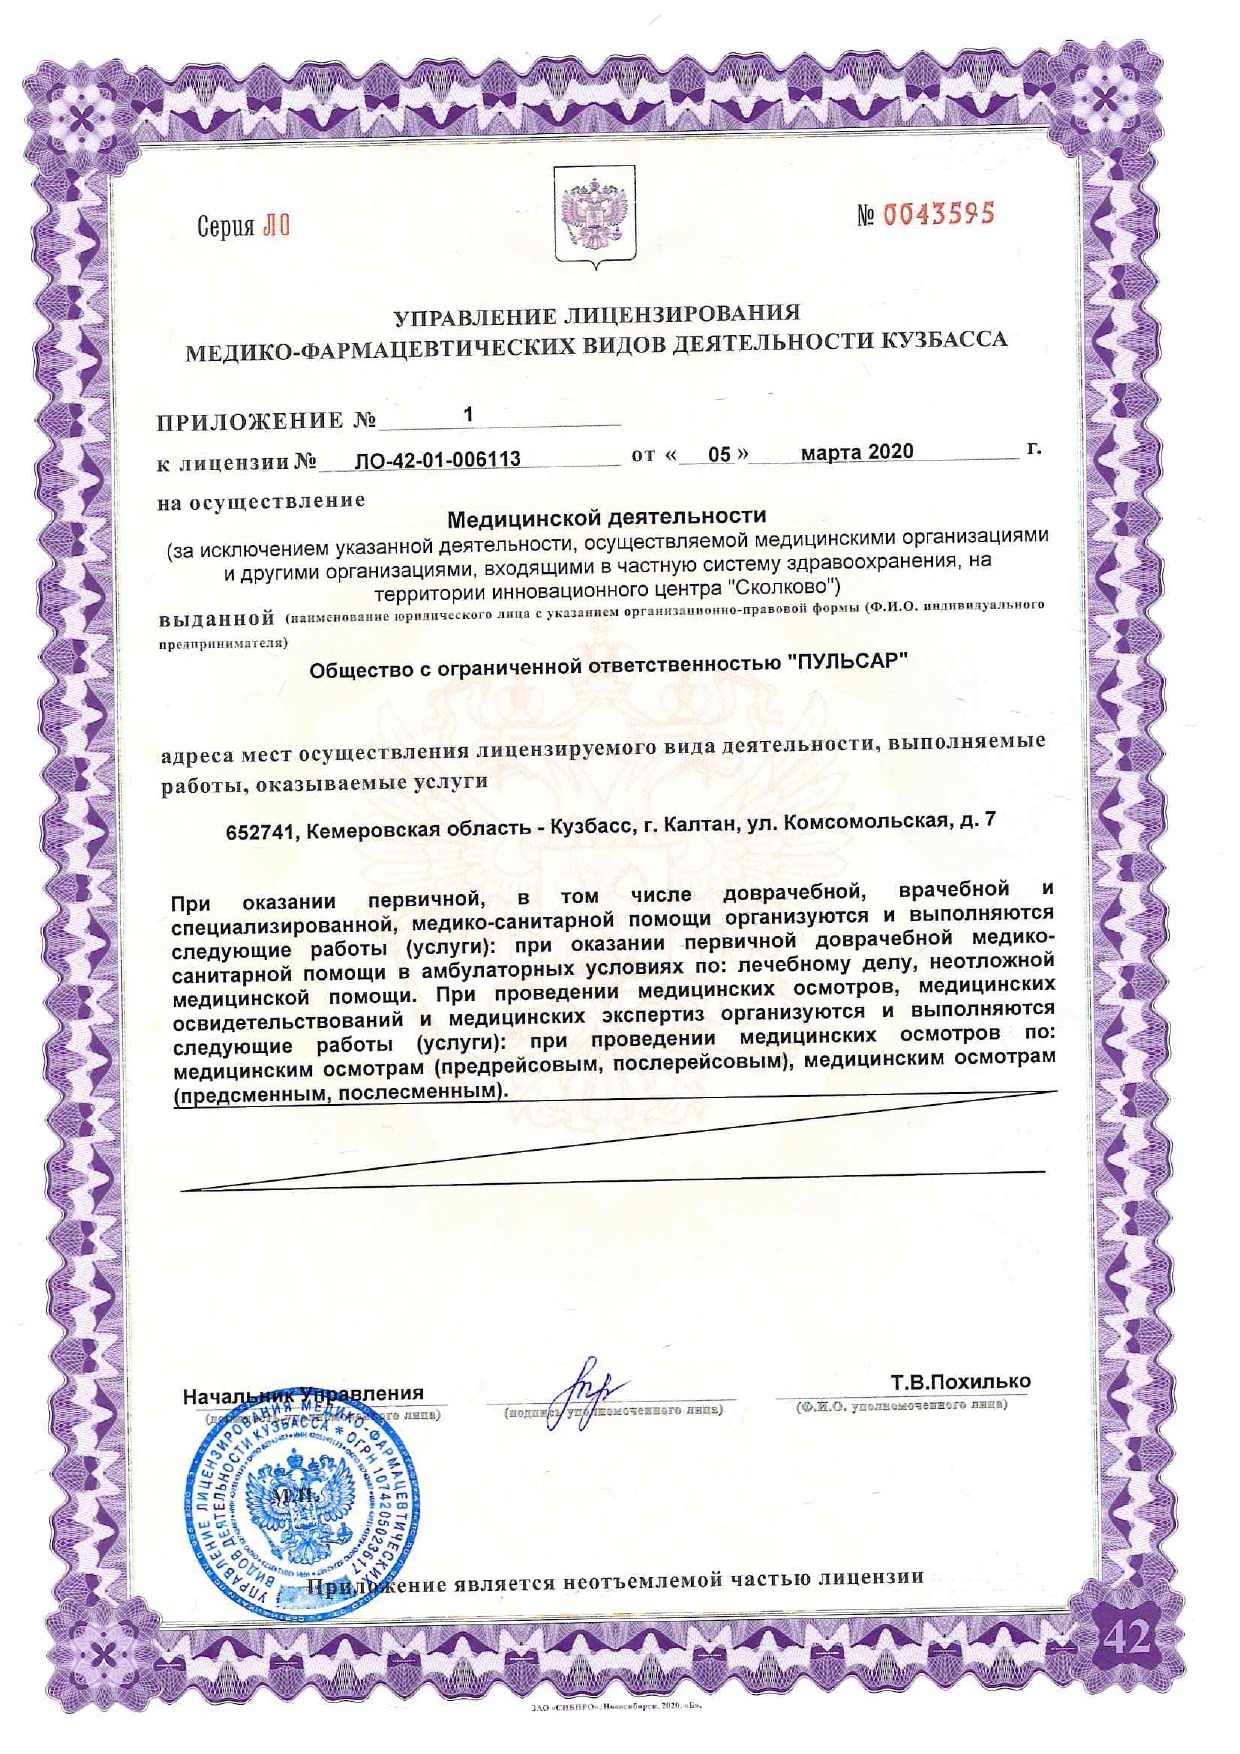 Серия ЛО
№ 0043595
УПРАВЛЕНИЕ ЛИЦЕНЗИРОВАНИЯ
МЕДИКО-ФАРМАЦЕВТИЧЕСКИХ ВИДОВ ДЕЯТЕЛЬНОСТИ КУЗБАССА
ПРИЛОЖЕНИЕ № 1
к лицензии № ЛО-42-01-006113 от « 05 » марта 2020 г.
на осуществление
Медицинской деятельности
(за исключением указанной деятельности, осуществляемой медицинскими организациями
и другими организациями, входящими в частную систему здравоохранения, на
территории инновационного центра "Сколково")
выданной (наименование юридического лица с указанием организационно-правовой формы (Ф.И.О. индивидуального
предпринимателя)
Общество с ограниченной ответственностью "ПУЛЬСАР"
адреса мест осуществления лицензируемого вида деятельности, выполняемые
работы, оказываемые услуги
652741, Кемеровская область - Кузбасс, г. Калтан, ул. Комсомольская, д. 7
При оказании первичной, в том числе доврачебной, врачебной и
специализированной, медико-санитарной помощи организуются и выполняются
следующие работы (услуги): при оказании первичной доврачебной медико-
санитарной помощи в амбулаторных условиях по: лечебному делу, неотложной
медицинской помощи. При проведении медицинских осмотров, медицинских
освидетельствований и медицинских экспертиз организуются и выполняются
следующие работы (услуги): при проведении медицинских осмотров по:
медицинским осмотрам (предрейсовым, послерейсовым), медицинским осмотрам
(предсменным, послесменным).
Начальник Управления
Т.В.Похилько
(должность уполномоченного лица)
(подпись уполномоченного лица)
(Ф.И.О. уполномоченного лица)
УПРАВЛЕНИЕ ЛИЦЕНЗИРОВАНИЯ МЕДИКО-ФАРМАЦЕВТИЧЕСКИХ
ВИДОВ ДЕЯТЕЛЬНОСТИ КУЗБАССА * ОГРН 1074205023617
М.П.
Приложение является неотъемлемой частью лицензии
42
ЗАО «СИБПРО», Новосибирск, 2020, «Б».